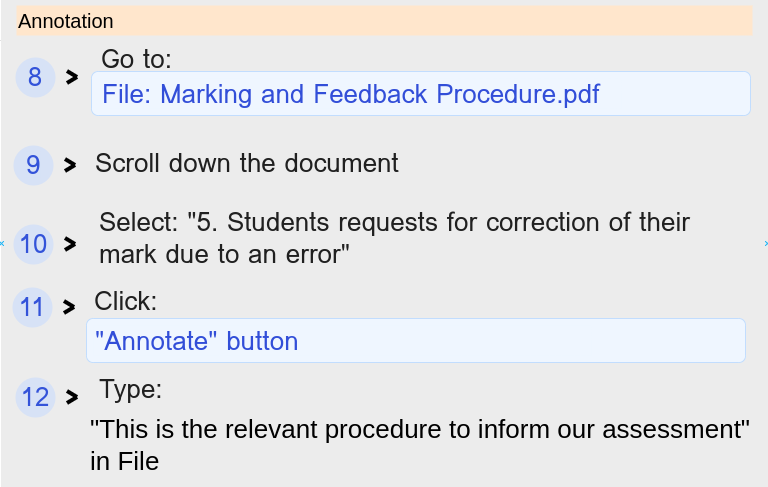 Annotation
8
Go to:
File: Marking and Feedback Procedure.pdf
9
Scroll down the document
10
Select: "5. Students requests for correction of their
mark due to an error"
11
Click:
"Annotate" button
12
Type:
"This is the relevant procedure to inform our assessment"
in File